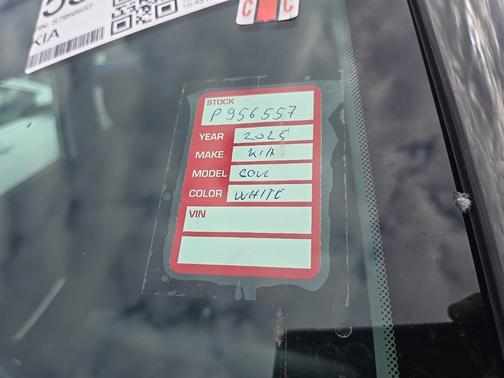 KIA
C C
STOCK
P956557
YEAR 2025
MAKE KIA
MODEL SOUL
COLOR WHITE
VIN